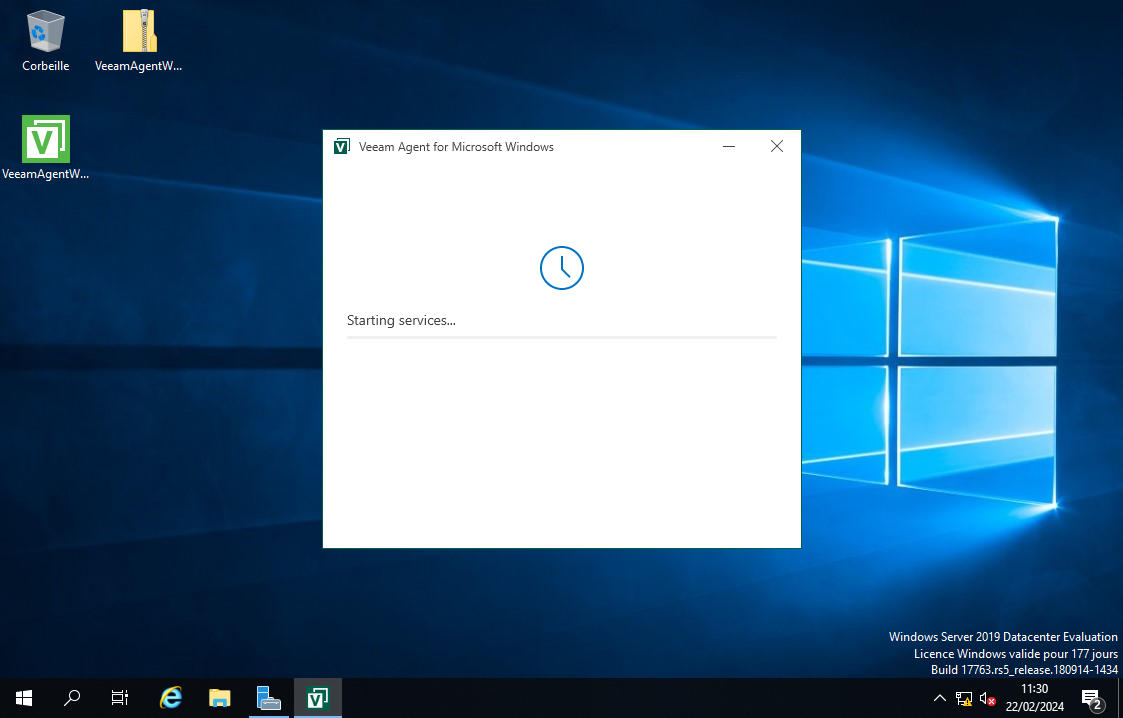 Corbeille
VeeamAgentW...
VeeamAgentW...
Veeam Agent for Microsoft Windows
Starting services...
Windows Server 2019 Datacenter Evaluation
Licence Windows valide pour 177 jours
Build 17763.rs5_release.180914-1434
11:30
22/02/2024
2